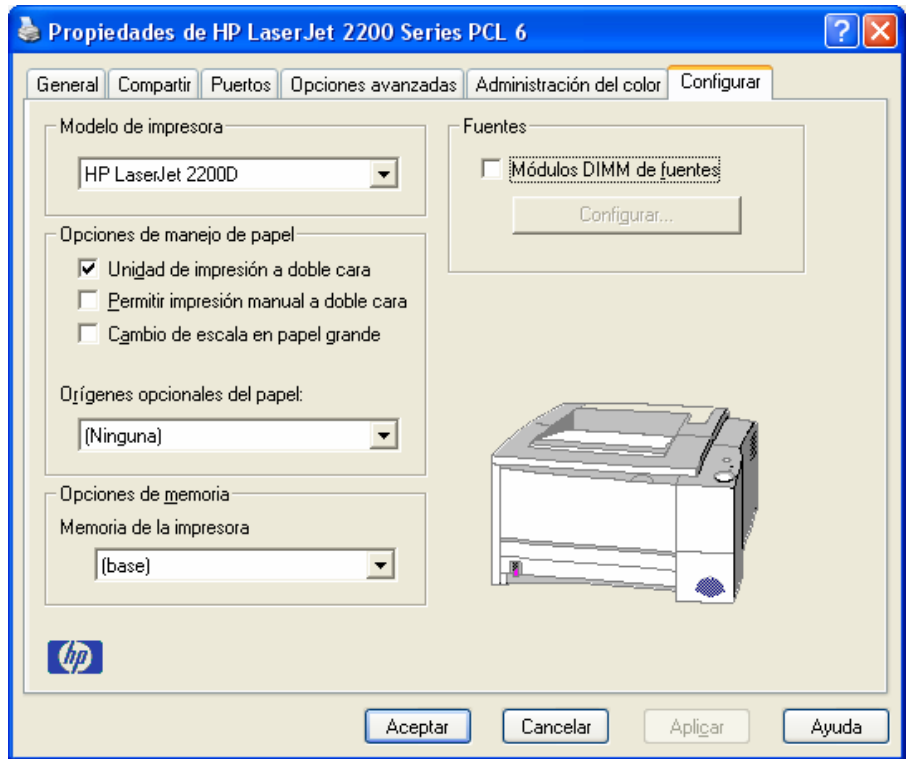 Propiedades de HP LaserJet 2200 Series PCL 6
General
Compartir
Puertos
Opciones avanzadas
Administración del color
Configurar
Modelo de impresora
HP LaserJet 2200D
Opciones de manejo de papel
Unidad de impresión a doble cara
Permitir impresión manual a doble cara
Cambio de escala en papel grande
Orígenes opcionales del papel:
(Ninguna)
Opciones de memoria
Memoria de la impresora
(base)
Fuentes
Módulos DIMM de fuentes
Configurar...
hp
Aceptar
Cancelar
Aplicar
Ayuda